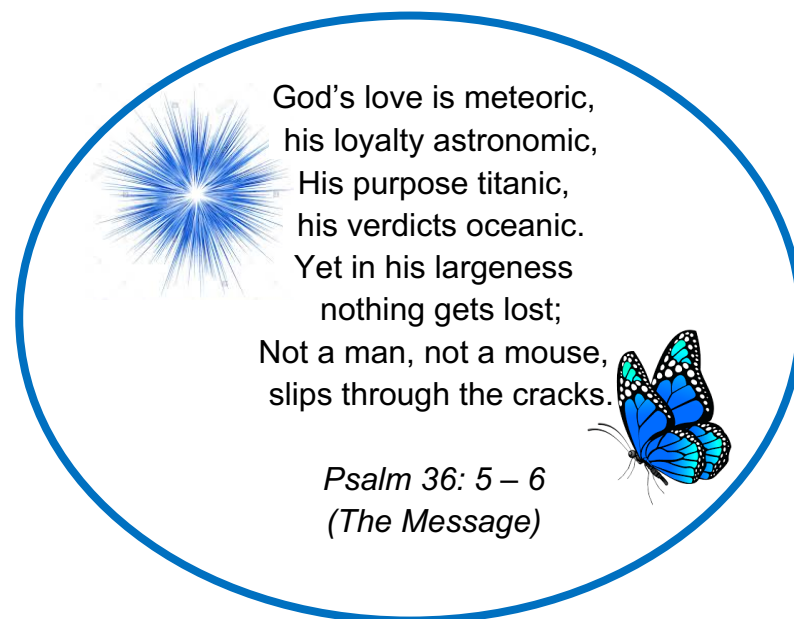 God’s love is meteoric,
his loyalty astronomic,
His purpose titanic,
his verdicts oceanic.
Yet in his largeness
nothing gets lost;
Not a man, not a mouse,
slips through the cracks.
Psalm 36: 5 – 6
(The Message)